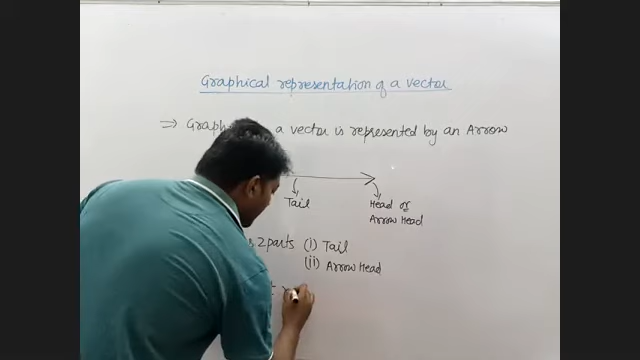 Graphical representation of a vector
⇒ Graph a vector is represented by an Arrow
Tail
Head or
Arrow Head
2 parts (i) Tail
(ii) Arrow Head